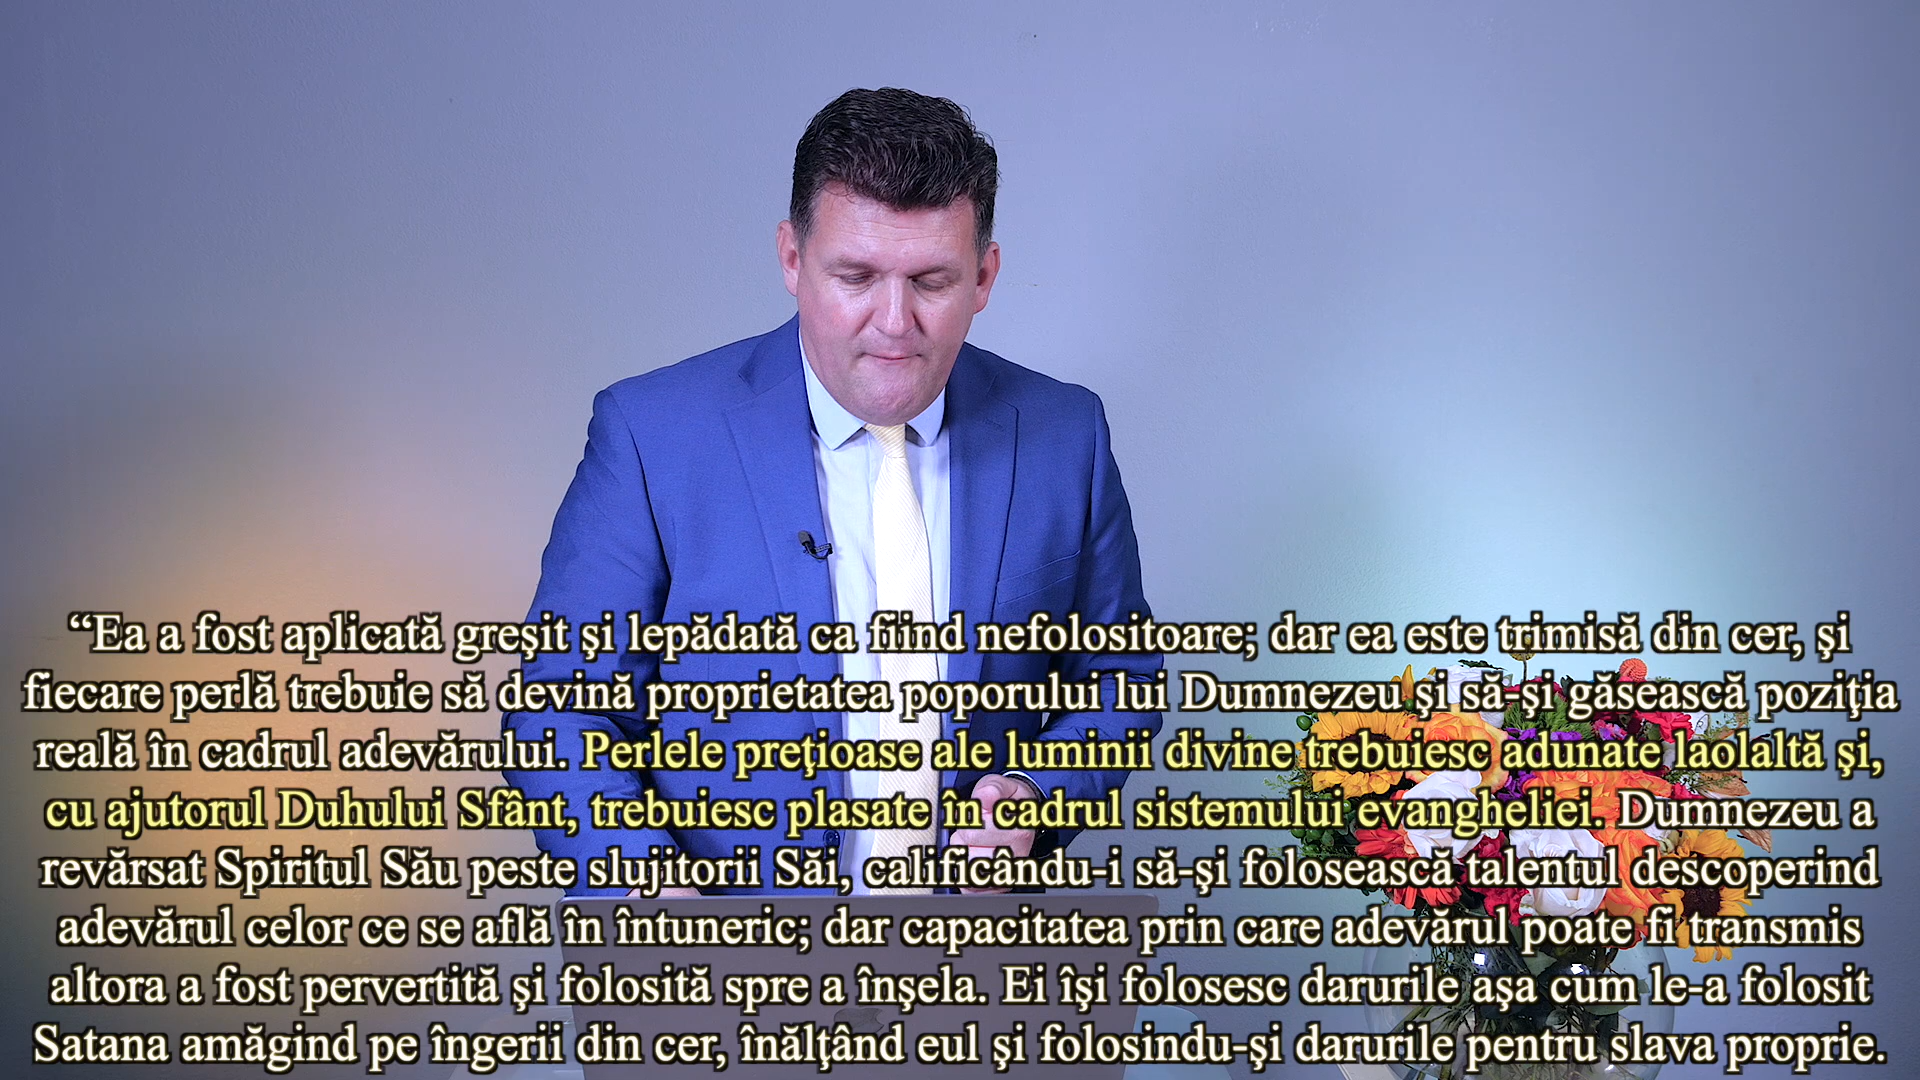 “Ea a fost aplicată greşit şi lepădată ca fiind nefolositoare; dar ea este trimisă din cer, şi
fiecare perlă trebuie să devină proprietatea poporului lui Dumnezeu şi să-şi găsească poziţia
reală în cadrul adevărului. Perlele preţioase ale luminii divine trebuiesc adunate laolaltă şi,
cu ajutorul Duhului Sfânt, trebuiesc plasate în cadrul sistemului evangheliei. Dumnezeu a
revărsat Spiritul Său peste slujitorii Săi, calificându-i să-şi folosească talentul descoperind
adevărul celor ce se află în întuneric; dar capacitatea prin care adevărul poate fi transmis
altora a fost pervertită şi folosită spre a înşela. Ei îşi folosesc darurile aşa cum le-a folosit
Satana amăgind pe îngerii din cer, înălţând eul şi folosindu-şi darurile pentru slava proprie.